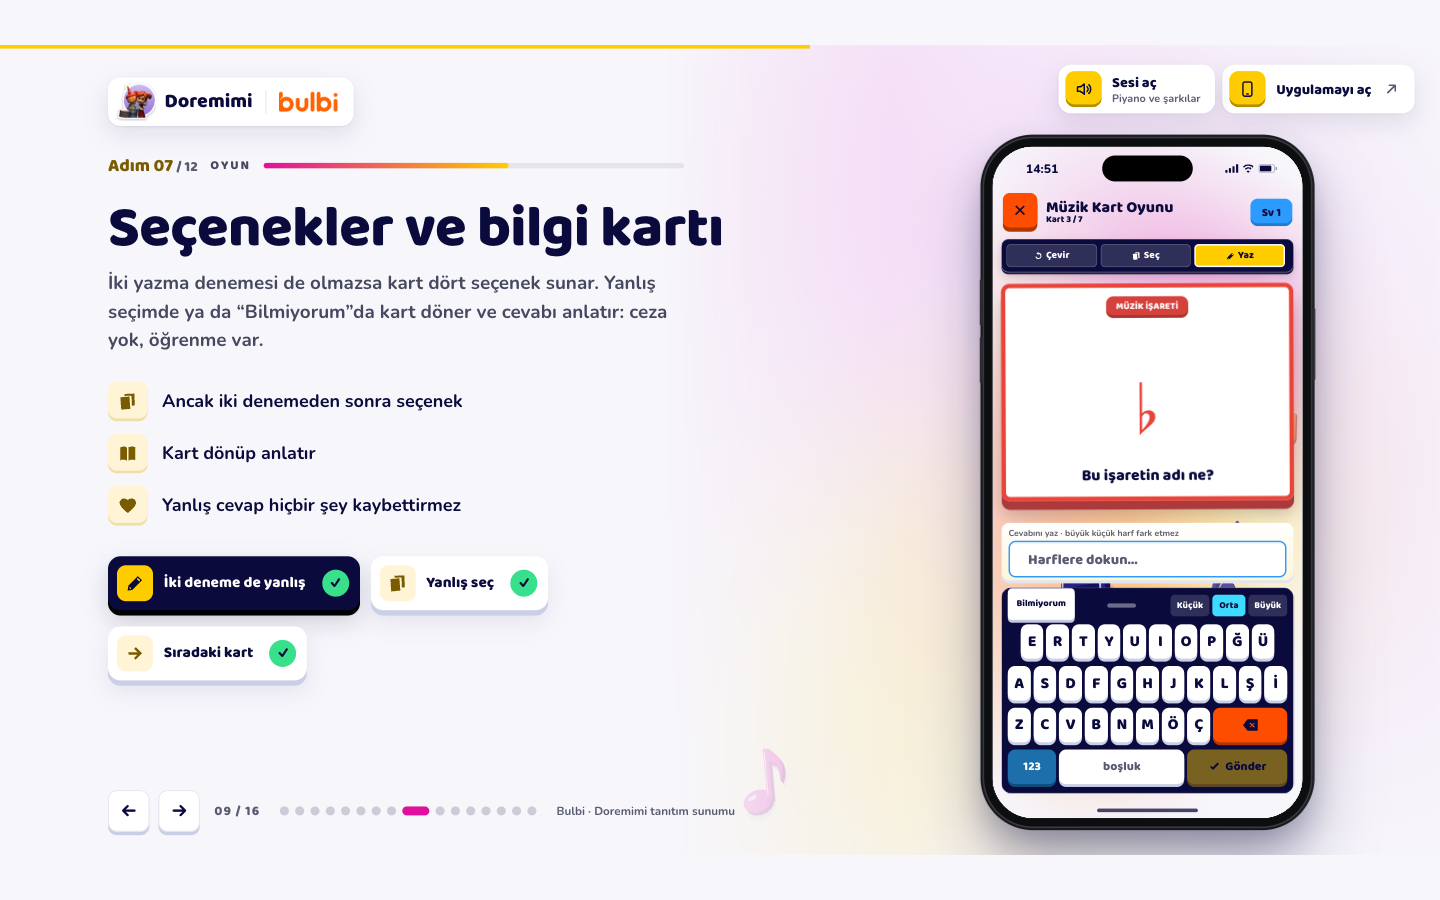 Doremimi
bulbi
Adım 07 / 12 OYUN
Seçenekler ve bilgi kartı
İki yazma denemesi de olmazsa kart dört seçenek sunar. Yanlış
seçimde ya da “Bilmiyorum”da kart döner ve cevabı anlatır: ceza
yok, öğrenme var.
Ancak iki denemeden sonra seçenek
Kart dönüp anlatır
Yanlış cevap hiçbir şey kaybettirmez
İki deneme de yanlış
Yanlış seç
Sıradaki kart
09 / 16
Bulbi · Doremimi tanıtım sunumu
Sesi aç
Piyano ve şarkılar
Uygulamayı aç
14:51
Müzik Kart Oyunu
Kart 3 / 7
Sv 1
Çevir
Seç
Yaz
MÜZİK İŞARETİ
♭
Bu işaretin adı ne?
Cevabını yaz · büyük küçük harf fark etmez
Harflere dokun...
Bilmiyorum
Küçük
Orta
Büyük
E R T Y U I O P Ğ Ü
A S D F G H J K L Ş İ
Z C V B N M Ö Ç
123
boşluk
Gönder